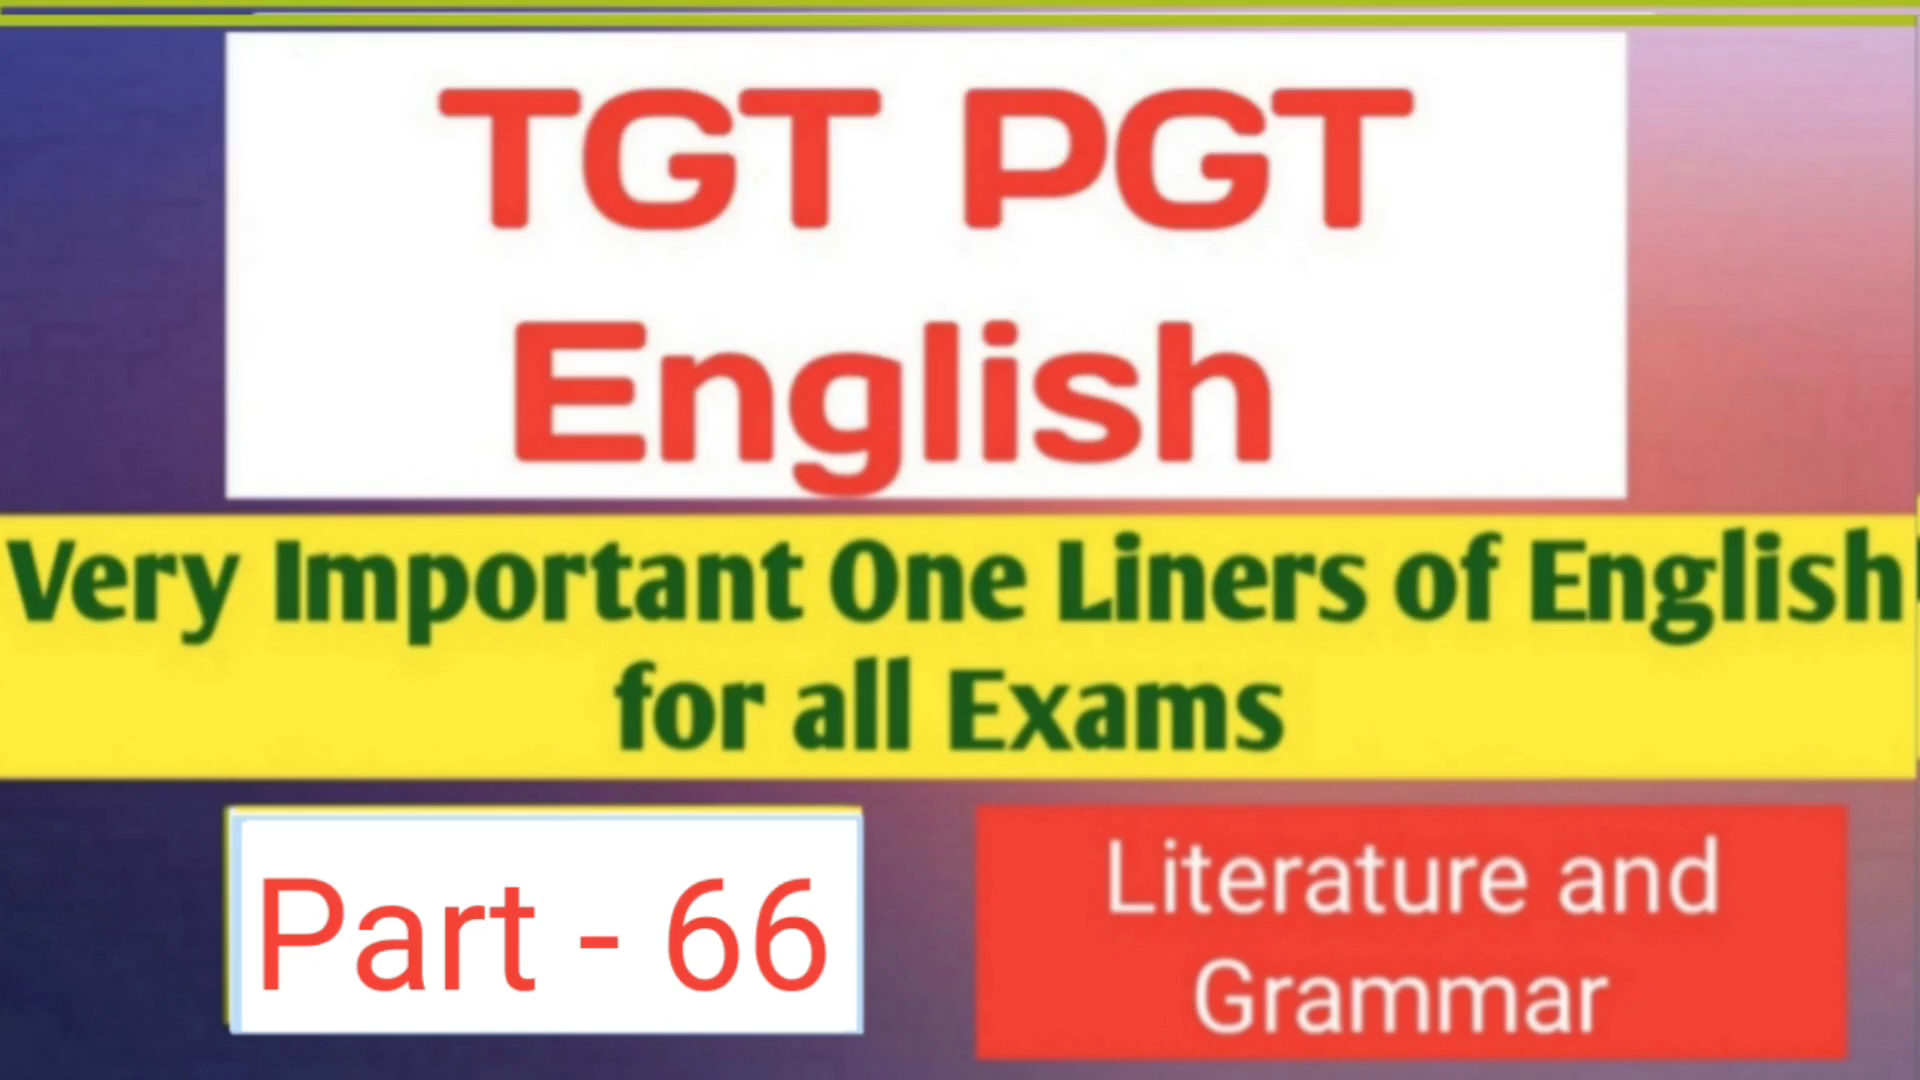 TGT PGT
English
Very Important One Liners of English
for all Exams
Part - 66
Literature and
Grammar